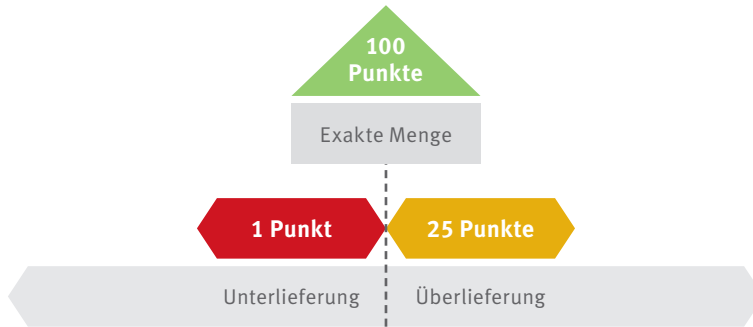 100
Punkte
Exakte Menge
1 Punkt
25 Punkte
Unterlieferung
Überlieferung